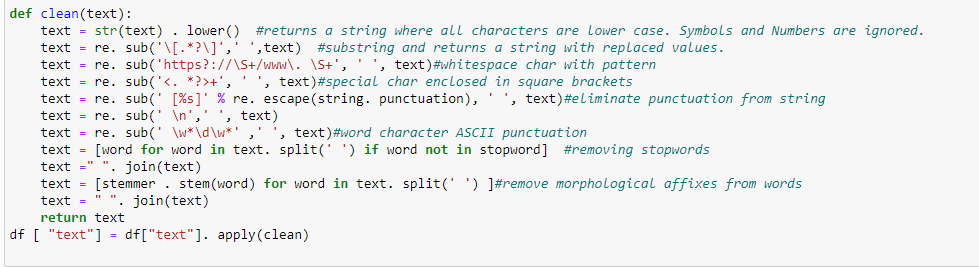 def clean(text):
    text = str(text) . lower()  #returns a string where all characters are lower case. Symbols and Numbers are ignored.
    text = re. sub('\[.*?\]',' ',text)  #substring and returns a string with replaced values.
    text = re. sub('https?://\S+/www\. \S+', ' ', text)#whitespace char with pattern
    text = re. sub('<. *?>+', ' ', text)#special char enclosed in square brackets
    text = re. sub(' [%s]' % re. escape(string. punctuation), ' ', text)#eliminate punctuation from string
    text = re. sub(' \n',' ', text)
    text = re. sub(' \w*\d\w*' ,' ', text)#word character ASCII punctuation
    text = [word for word in text. split(' ') if word not in stopword]  #removing stopwords
    text =" ". join(text)
    text = [stemmer . stem(word) for word in text. split(' ') ]#remove morphological affixes from words
    text = " ". join(text)
    return text
df [ "text"] = df["text"]. apply(clean)